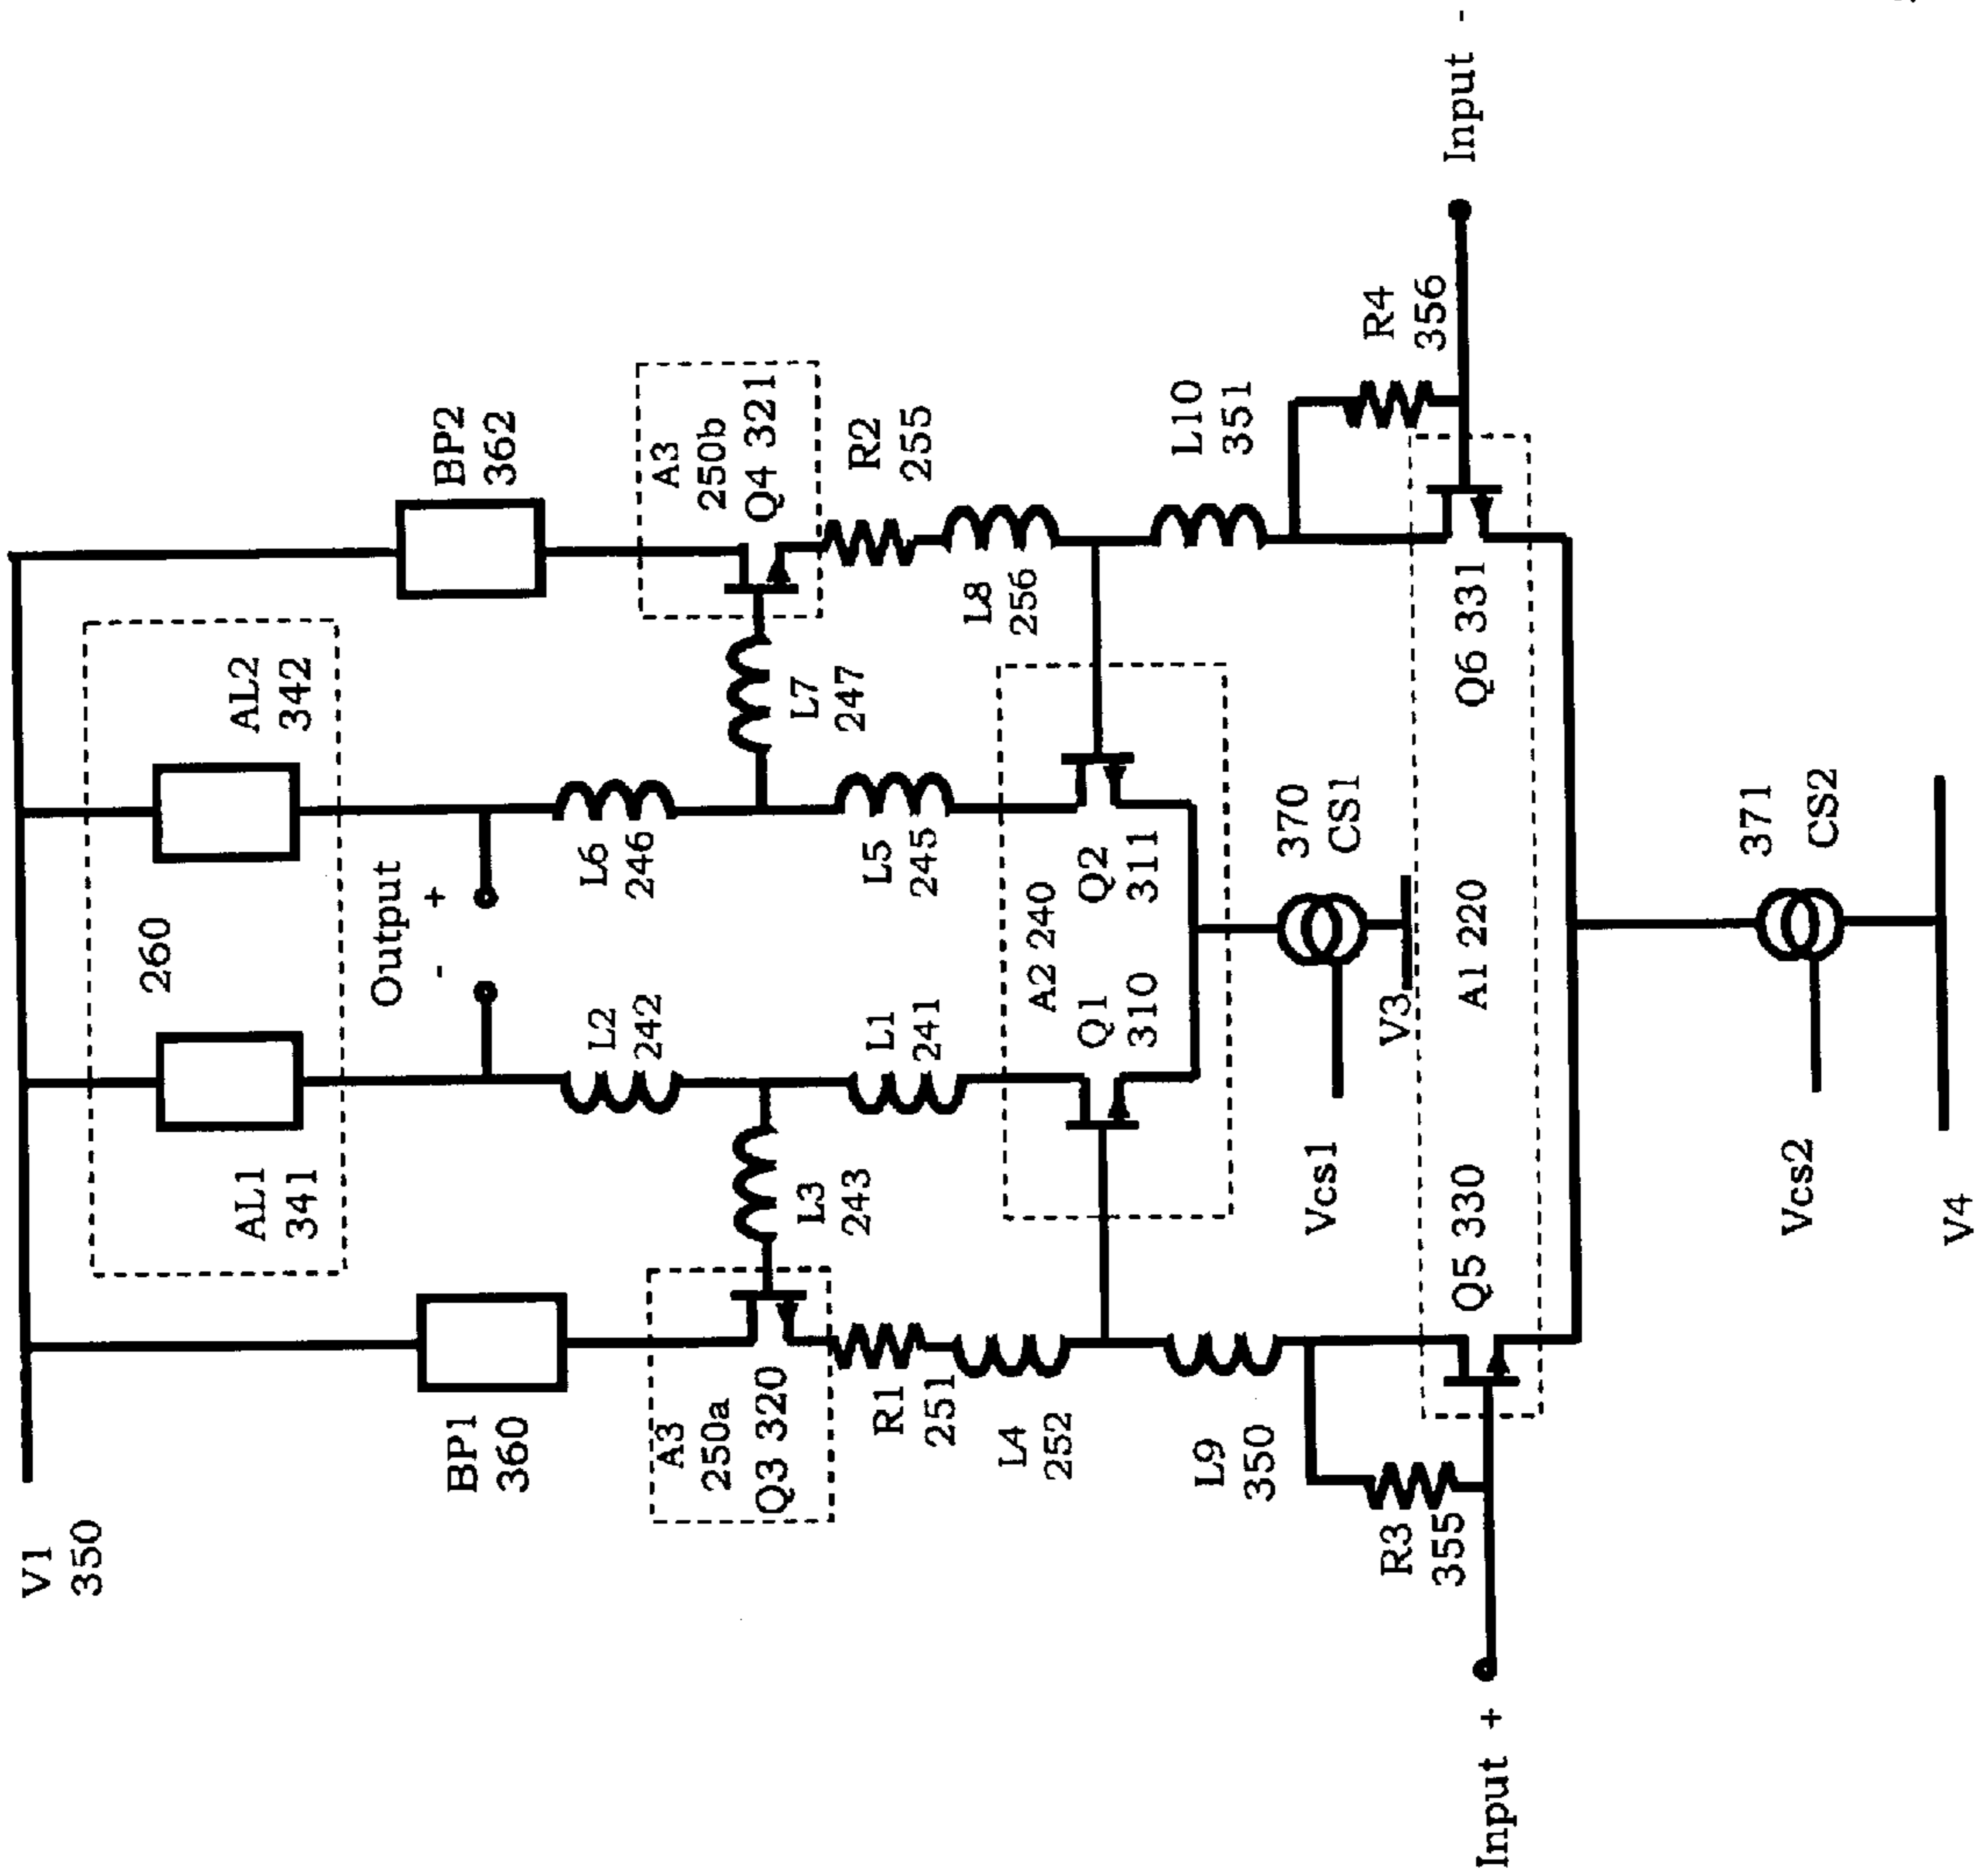 V1
350
260
AL1
341
AL2
342
BP1
360
BP2
362
Output
- +
L2
242
L6
246
A3
250a
Q3 320
A3
250b
Q4 321
L3
243
L7
247
L1
241
L5
245
R1
251
R2
255
L4
252
L8
256
A2 240
Q1
310
Q2
311
L9
350
L10
351
370
CS1
Vcs1
V3
R3
355
R4
356
Q5 330
A1 220
Q6 331
Input +
Input -
371
CS2
Vcs2
V4